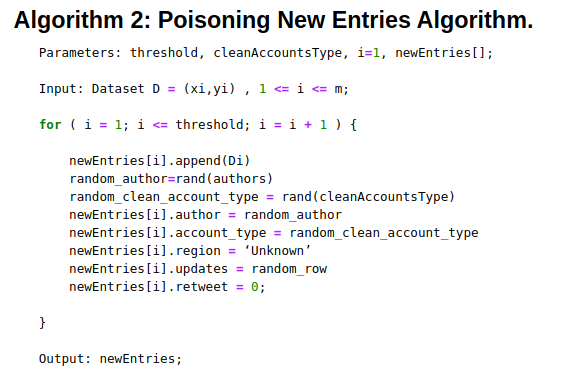 Algorithm 2: Poisoning New Entries Algorithm.
Parameters: threshold, cleanAccountsType, i=1, newEntries[];
Input: Dataset D = (xi,yi) , 1 <= i <= m;
for ( i = 1; i <= threshold; i = i + 1 ) {
newEntries[i].append(Di)
random_author=rand(authors)
random_clean_account_type = rand(cleanAccountsType)
newEntries[i].author = random_author
newEntries[i].account_type = random_clean_account_type
newEntries[i].region = ‘Unknown’
newEntries[i].updates = random_row
newEntries[i].retweet = 0;
}
Output: newEntries;